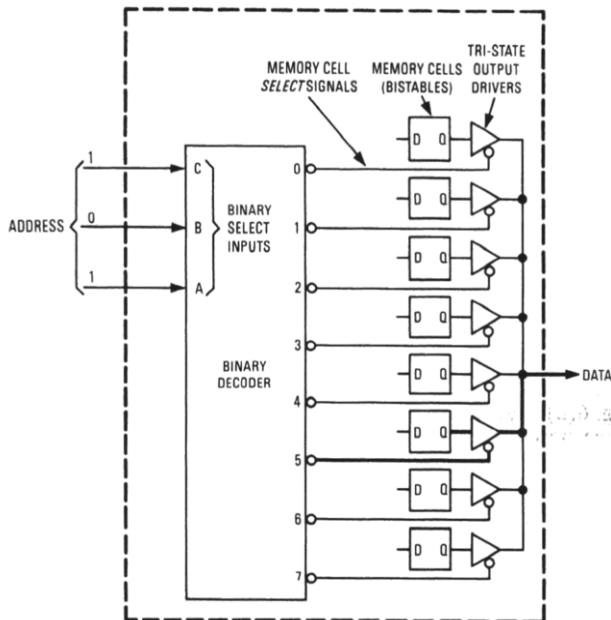 MEMORY CELL
SELECT SIGNALS
MEMORY CELLS
(BISTABLES)
TRI-STATE
OUTPUT
DRIVERS
ADDRESS
1
0
1
C
B
A
BINARY
SELECT
INPUTS
BINARY
DECODER
0
1
2
3
4
5
6
7
D Q
D Q
D Q
D Q
D Q
D Q
D Q
D Q
DATA